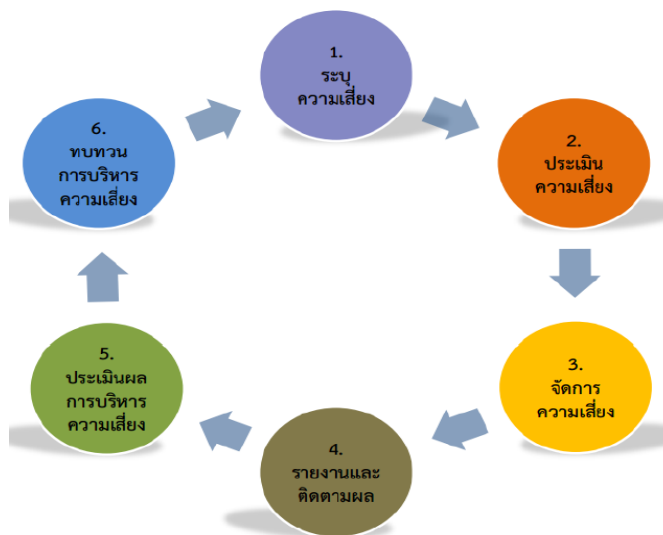 1.
ระบุ
ความเสี่ยง
2.
ประเมิน
ความเสี่ยง
3.
จัดการ
ความเสี่ยง
4.
รายงานและ
ติดตามผล
5.
ประเมินผล
การบริหาร
ความเสี่ยง
6.
ทบทวน
การบริหาร
ความเสี่ยง